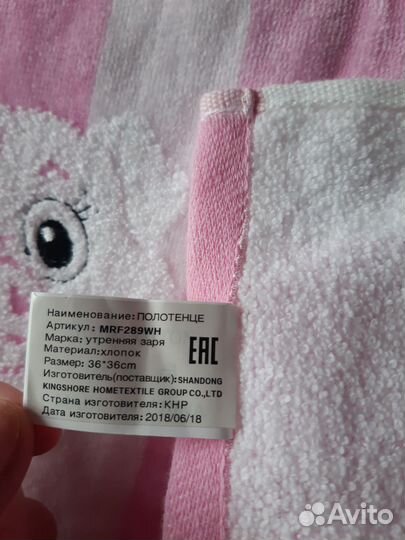 Наименование: ПОЛОТЕНЦЕ
Артикул : MRF289WH
Марка: утренняя заря
Материал:хлопок
Размер: 36*36cm
Изготовитель(поставщик):SHANDONG
KINGSHORE HOMETEXTILE GROUP CO.,LTD
Страна изготовителя:КНР
Дата изготовителя:2018/06/18
EAC
Avito